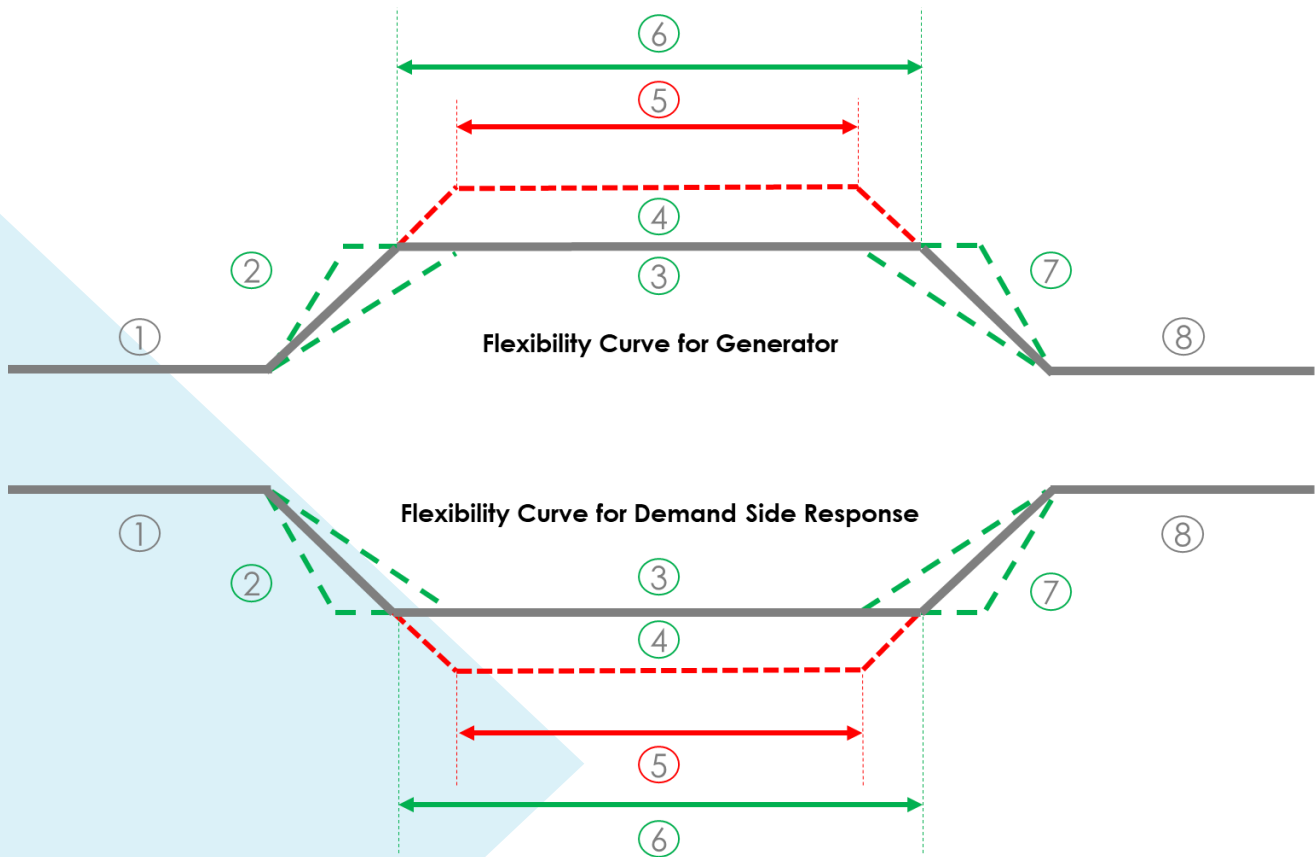 ⑥
⑤
④
② ③ ⑦
① Flexibility Curve for Generator ⑧
Flexibility Curve for Demand Side Response
① ⑧
② ③ ⑦
④
⑤
⑥